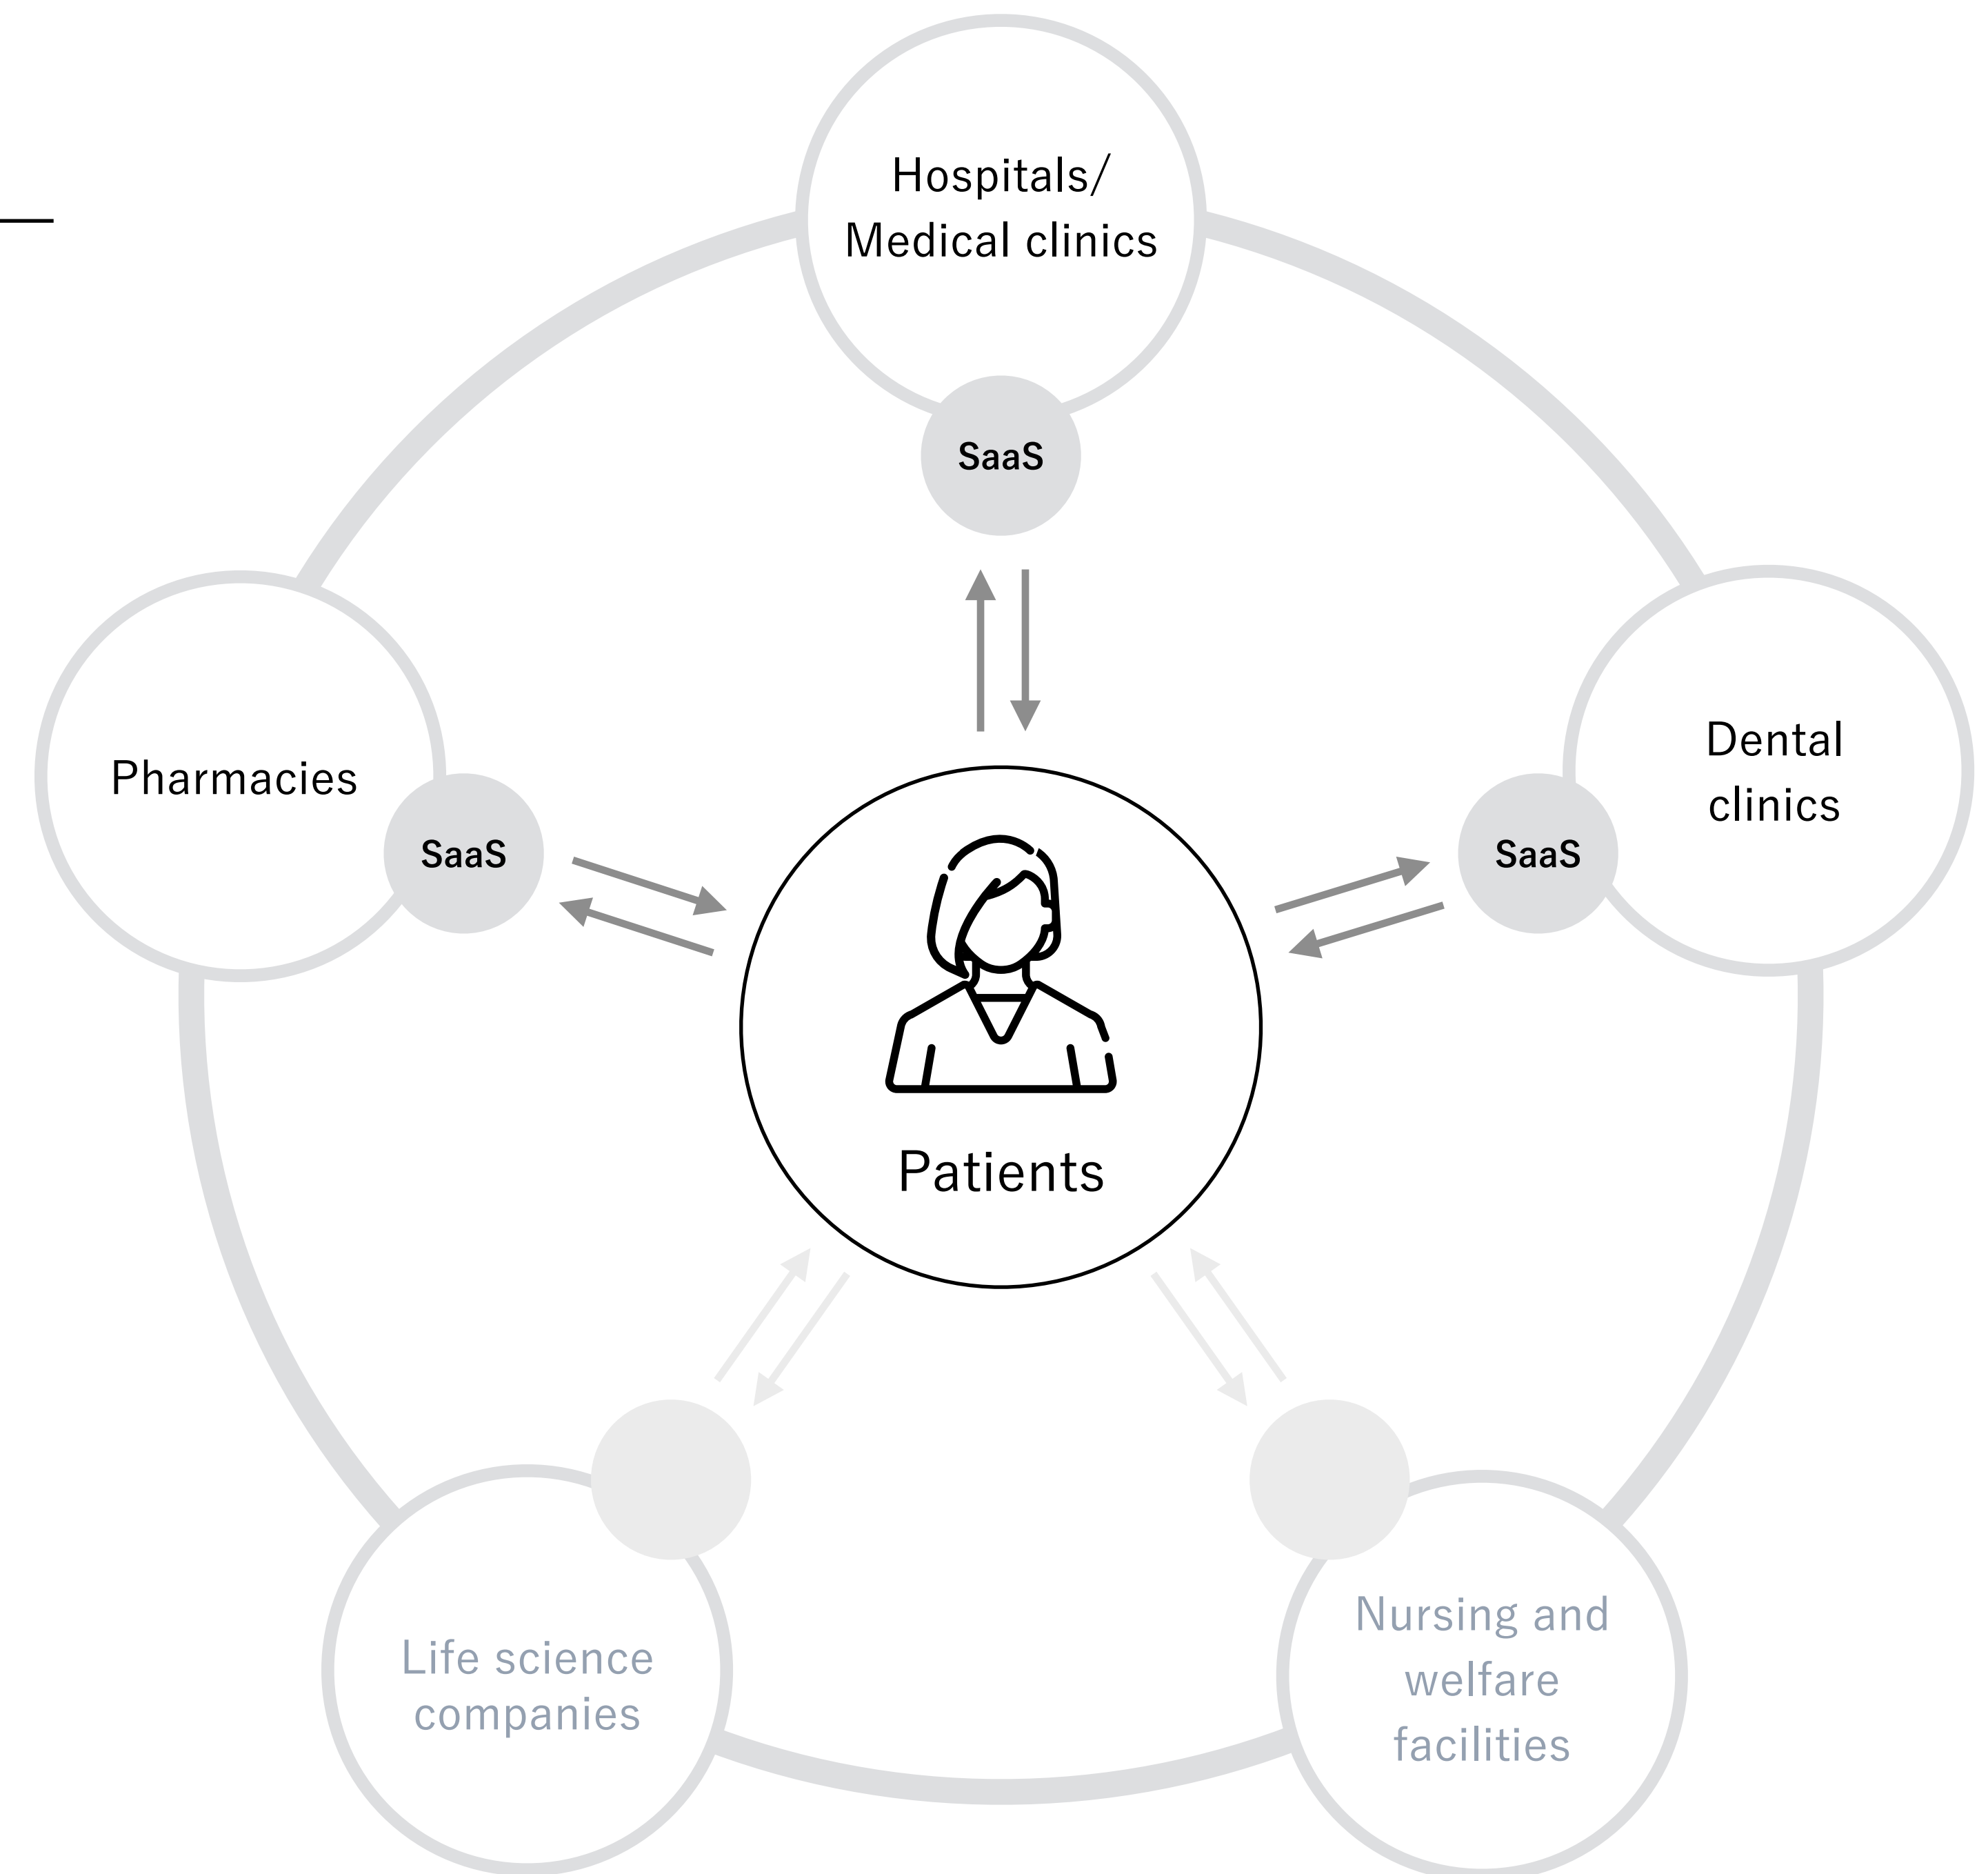 Hospitals/
Medical clinics
SaaS
Pharmacies
SaaS
Dental
clinics
SaaS
Patients
Life science
companies
Nursing and
welfare
facilities